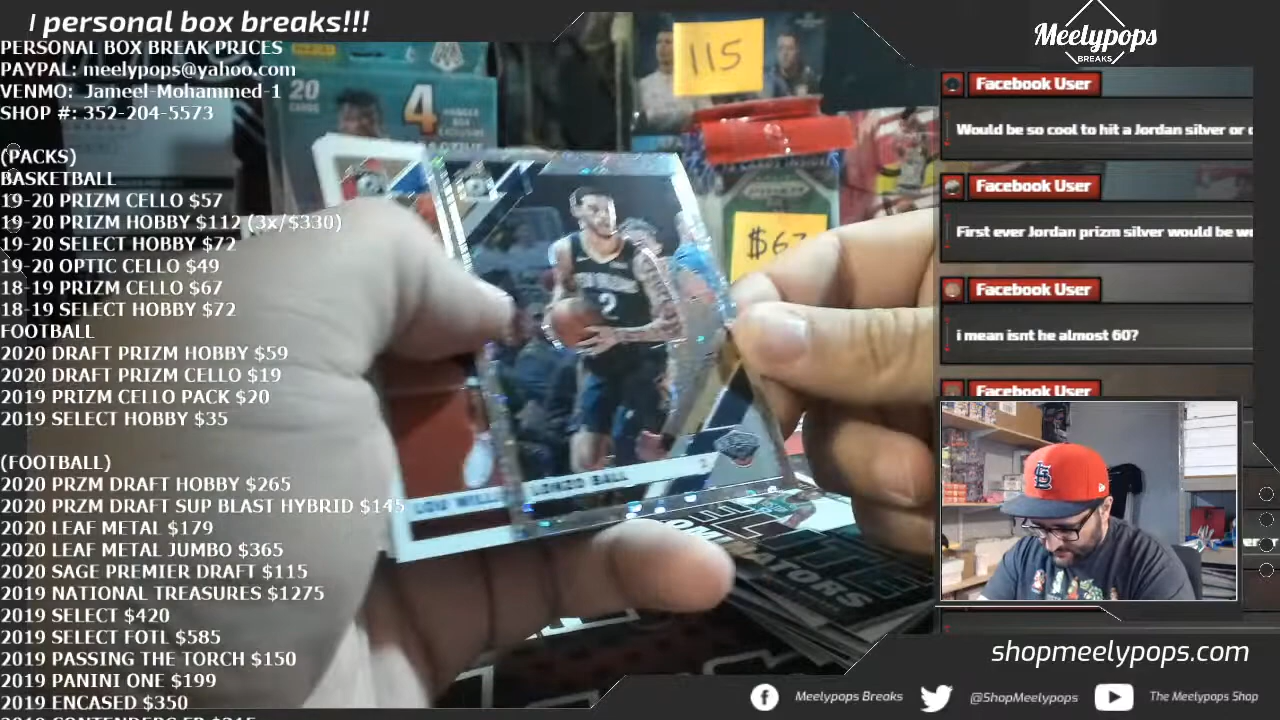 I personal box breaks!!!
PERSONAL BOX BREAK PRICES
PAYPAL: meelypops@yahoo.com
VENMO: Jameel-Mohammed-1
SHOP #: 352-204-5573
(PACKS)
BASKETBALL
19-20 PRIZM CELLO $57
19-20 PRIZM HOBBY $112 (3x/$330)
19-20 SELECT HOBBY $72
19-20 OPTIC CELLO $49
18-19 PRIZM CELLO $67
18-19 SELECT HOBBY $72
FOOTBALL
2020 DRAFT PRIZM HOBBY $59
2020 DRAFT PRIZM CELLO $19
2019 PRIZM CELLO PACK $20
2019 SELECT HOBBY $35
(FOOTBALL)
2020 PRZM DRAFT HOBBY $265
2020 PRZM DRAFT SUP BLAST HYBRID $145
2020 LEAF METAL $179
2020 LEAF METAL JUMBO $365
2020 SAGE PREMIER DRAFT $115
2019 NATIONAL TREASURES $1275
2019 SELECT $420
2019 SELECT FOTL $585
2019 PASSING THE TORCH $150
2019 PANINI ONE $199
2019 ENCASED $350
20
CARDS
4
115
PRIZM
LOU WILL
LONZO BALL
2
Meelypops
BREAKS
Facebook User
Would be so cool to hit a Jordan silver or
Facebook User
First ever Jordan prizm silver would be
Facebook User
i mean isnt he almost 60?
Facebook User
shopmeelypops.com
Meelypops Breaks
@ShopMeelypops
The Meelypops Shop